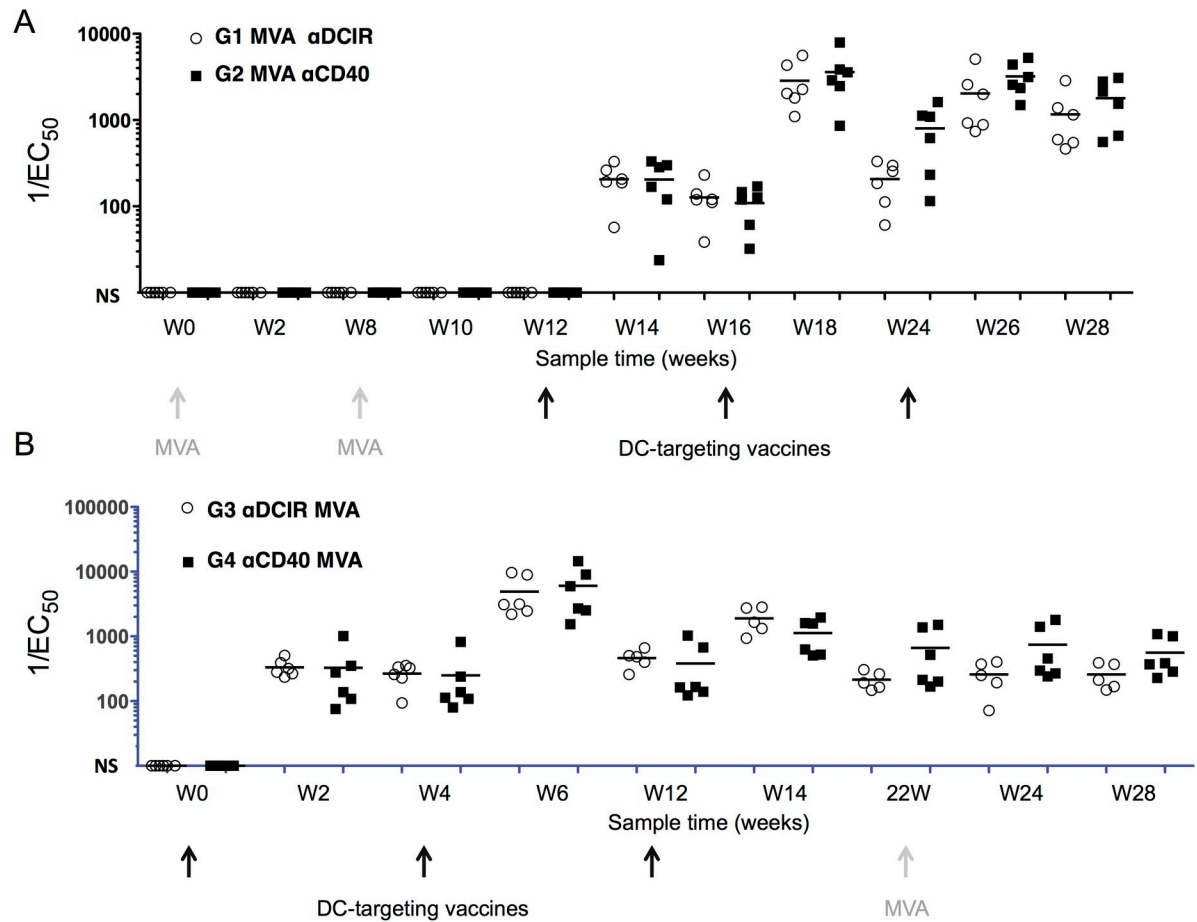 A
10000
1000
100
NS
1/EC50
G1 MVA αDCIR
G2 MVA αCD40
W0 W2 W8 W10 W12 W14 W16 W18 W24 W26 W28
Sample time (weeks)
MVA MVA DC-targeting vaccines
B
100000
10000
1000
100
NS
1/EC50
G3 αDCIR MVA
G4 αCD40 MVA
W0 W2 W4 W6 W12 W14 22W W24 W28
Sample time (weeks)
DC-targeting vaccines MVA